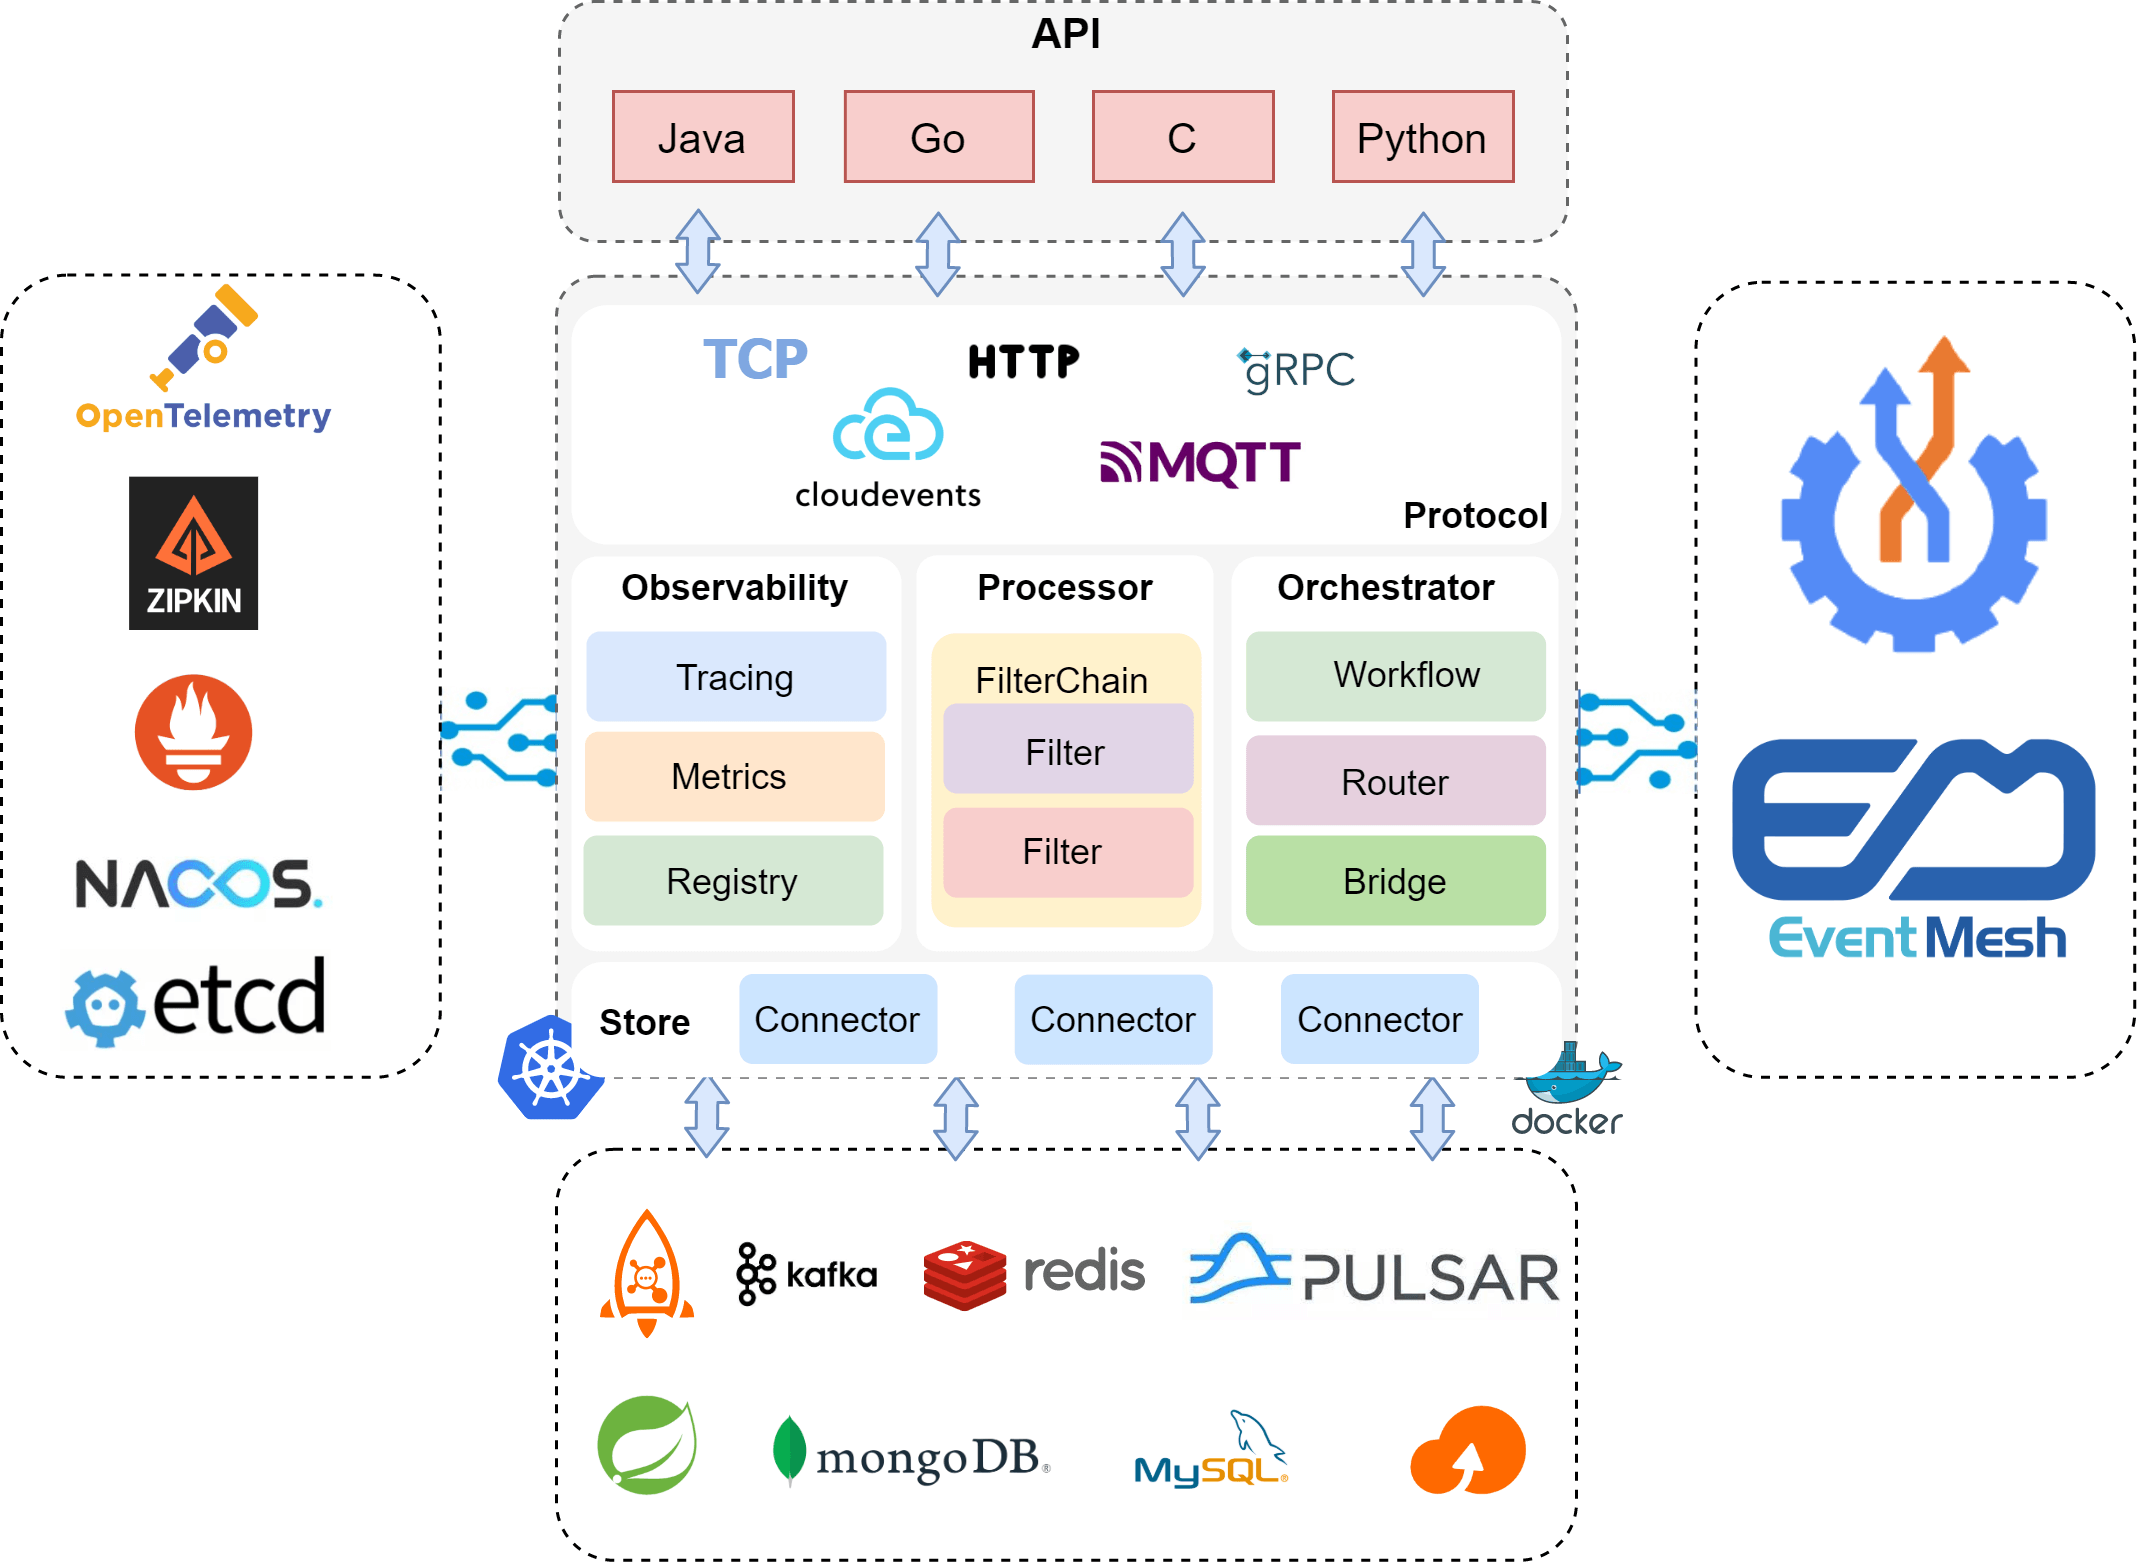 API
Java
Go
C
Python
OpenTelemetry
ZIPKIN
NACOS.
etcd
TCP
HTTP
gRPC
cloudevents
MQTT
Protocol
Observability
Tracing
Metrics
Registry
Processor
FilterChain
Filter
Filter
Orchestrator
Workflow
Router
Bridge
Store
Connector
Connector
Connector
docker
EM
EventMesh
kafka
redis
PULSAR
mongoDB®
MySQL®